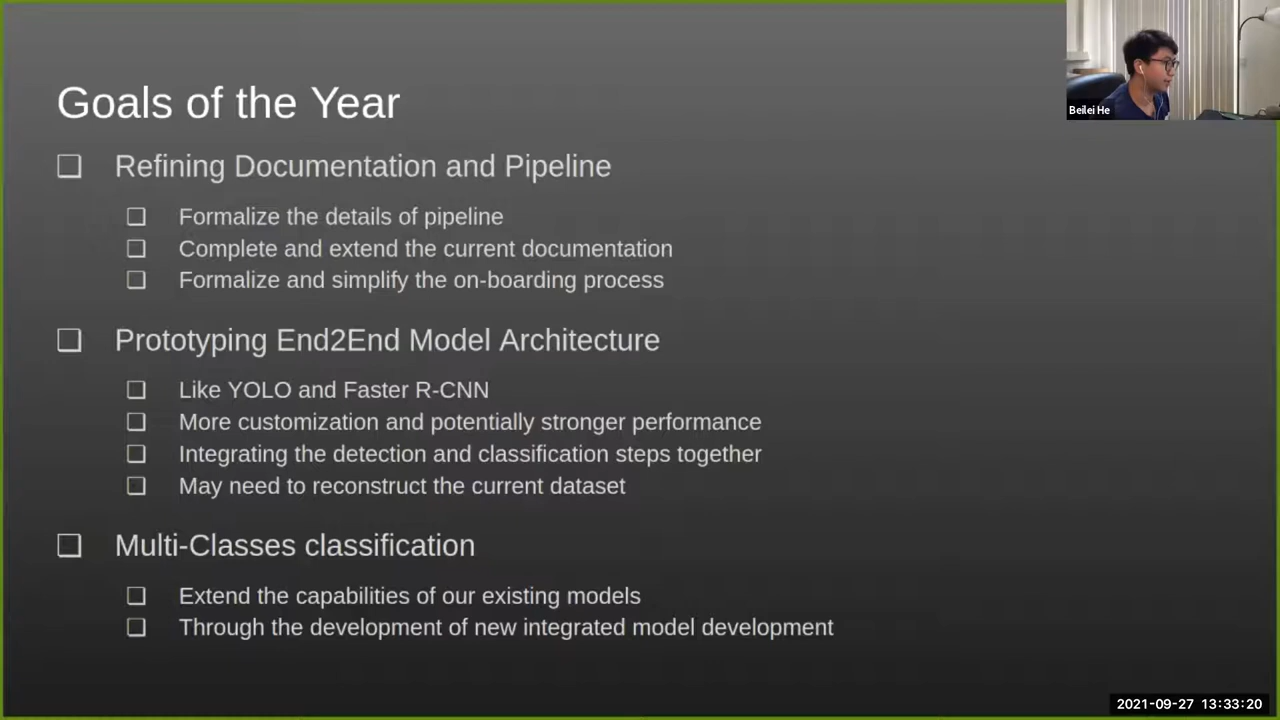 Goals of the Year
Refining Documentation and Pipeline
Formalize the details of pipeline
Complete and extend the current documentation
Formalize and simplify the on-boarding process
Prototyping End2End Model Architecture
Like YOLO and Faster R-CNN
More customization and potentially stronger performance
Integrating the detection and classification steps together
May need to reconstruct the current dataset
Multi-Classes classification
Extend the capabilities of our existing models
Through the development of new integrated model development
Beilei He
2021-09-27 13:33:20